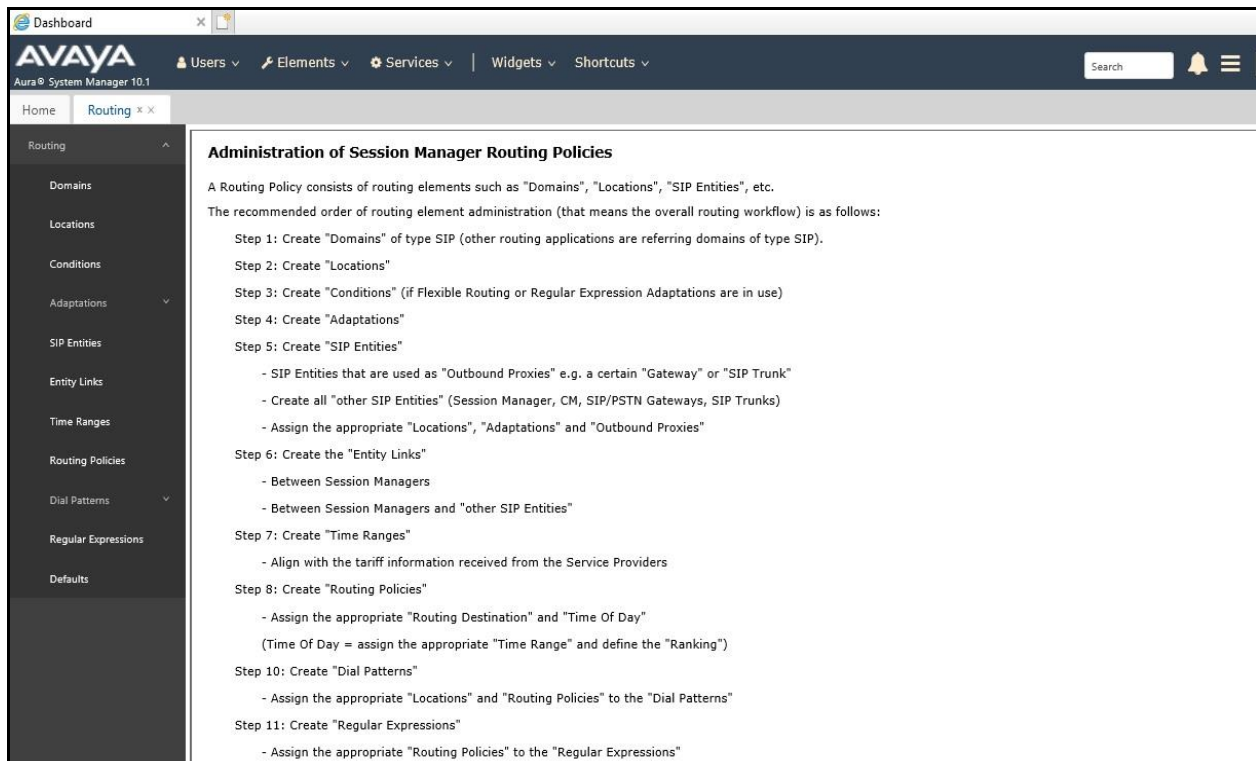 Dashboard
AVAYA
Aura® System Manager 10.1
Users Elements Services | Widgets Shortcuts
Search
Home Routing
Routing
Domains
Locations
Conditions
Adaptations
SIP Entities
Entity Links
Time Ranges
Routing Policies
Dial Patterns
Regular Expressions
Defaults
Administration of Session Manager Routing Policies
A Routing Policy consists of routing elements such as "Domains", "Locations", "SIP Entities", etc.
The recommended order of routing element administration (that means the overall routing workflow) is as follows:
Step 1: Create "Domains" of type SIP (other routing applications are referring domains of type SIP).
Step 2: Create "Locations"
Step 3: Create "Conditions" (if Flexible Routing or Regular Expression Adaptations are in use)
Step 4: Create "Adaptations"
Step 5: Create "SIP Entities"
- SIP Entities that are used as "Outbound Proxies" e.g. a certain "Gateway" or "SIP Trunk"
- Create all "other SIP Entities" (Session Manager, CM, SIP/PSTN Gateways, SIP Trunks)
- Assign the appropriate "Locations", "Adaptations" and "Outbound Proxies"
Step 6: Create the "Entity Links"
- Between Session Managers
- Between Session Managers and "other SIP Entities"
Step 7: Create "Time Ranges"
- Align with the tariff information received from the Service Providers
Step 8: Create "Routing Policies"
- Assign the appropriate "Routing Destination" and "Time Of Day"
(Time Of Day = assign the appropriate "Time Range" and define the "Ranking")
Step 10: Create "Dial Patterns"
- Assign the appropriate "Locations" and "Routing Policies" to the "Dial Patterns"
Step 11: Create "Regular Expressions"
- Assign the appropriate "Routing Policies" to the "Regular Expressions"